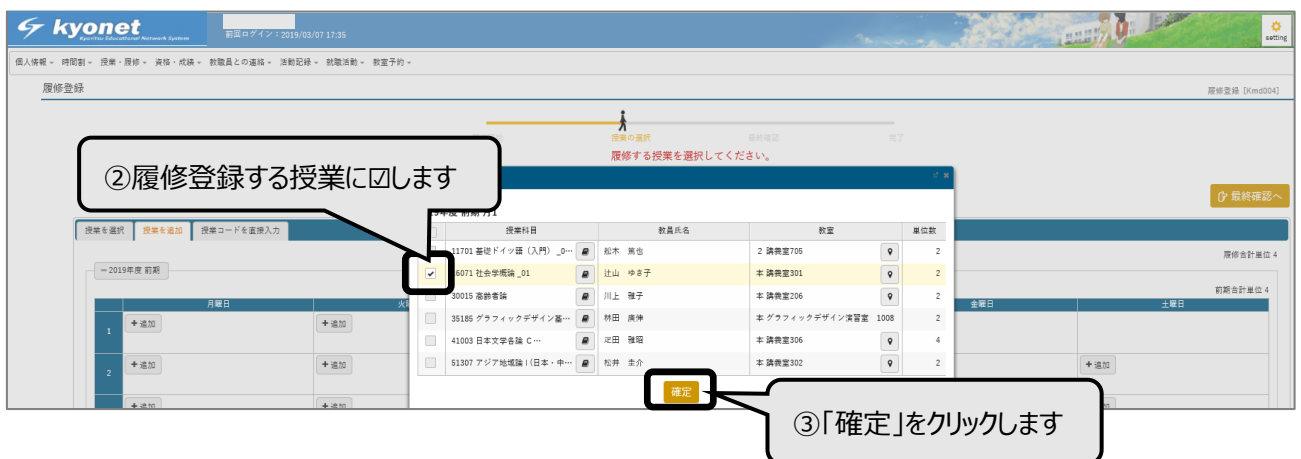 kyonet
Kyoritsu Educational Network System
前回ログイン：2019/03/07 17:35
setting
個人情報 時間割 授業・履修 資格・成績 教職員との連絡 活動記録 就職活動 教室予約
履修登録
履修登録 [Kmd004]
授業の選択 最終確認 完了
履修する授業を選択してください。
②履修登録する授業に☑します
最終確認へ
授業を選択 授業を追加 授業コードを直接入力
履修合計単位 4
2019年度 前期
前期合計単位 4
授業科目 教員氏名 教室 単位数
11701 基礎ドイツ語（入門）_0… 舩木 篤也 2 講義室705 2
社会学概論 _01 辻山 ゆき子 本 講義室301 2
30015 高齢者論 川上 雅子 本 講義室206 2
35185 グラフィックデザイン基… 林田 廣伸 本 グラフィックデザイン演習室 1008 2
41003 日本文学各論 C… 疋田 雅昭 本 講義室306 4
51307 アジア地域論Ⅰ(日本・中… 松井 圭介 本 講義室302 2
確定
月曜日 金曜日 土曜日
1 +追加 +追加
2 +追加 +追加 +追加
+追加 +追加
③「確定」をクリックします